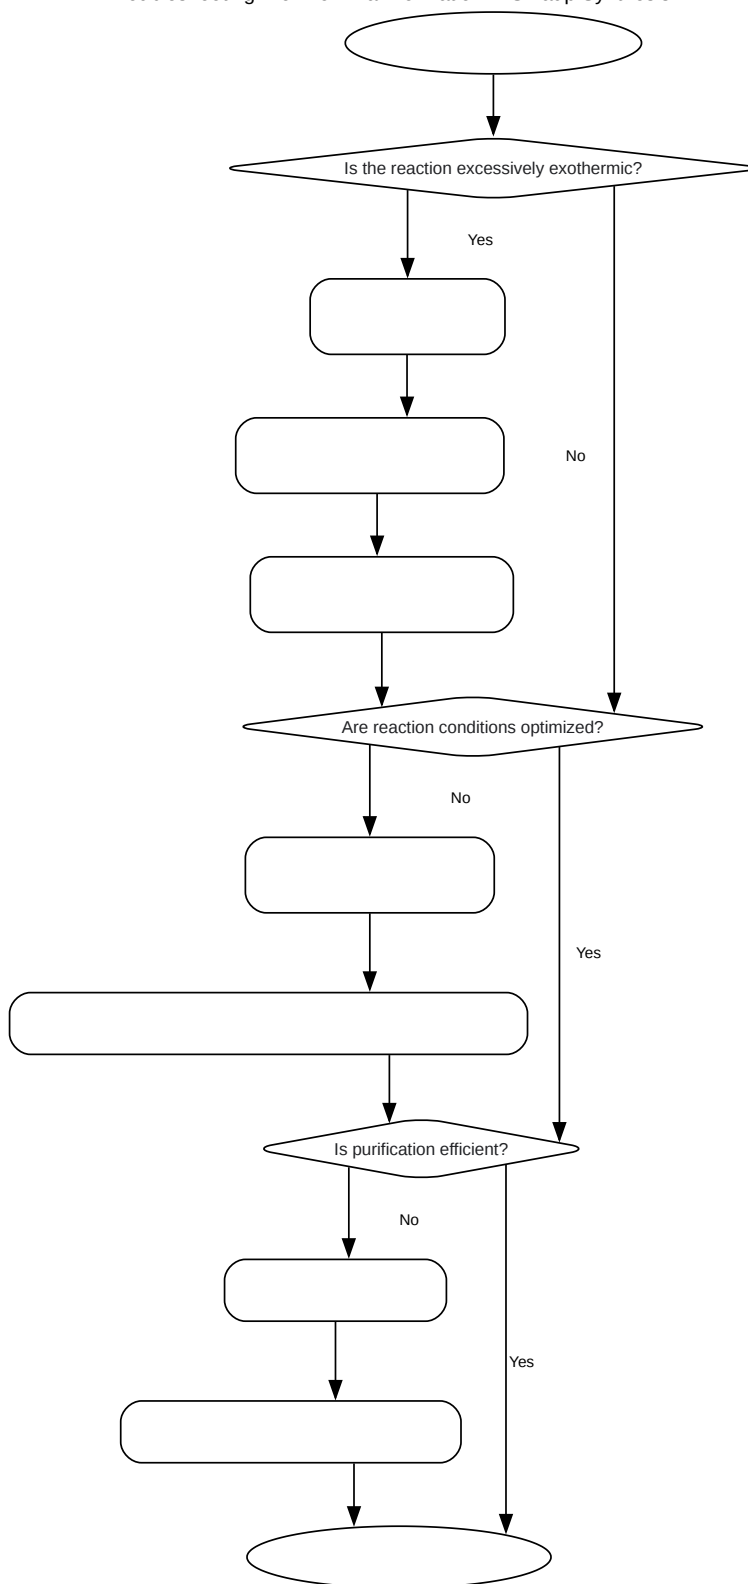 Is the reaction excessively exothermic?
Yes
No
Are reaction conditions optimized?
No
Yes
Is purification efficient?
No
Yes